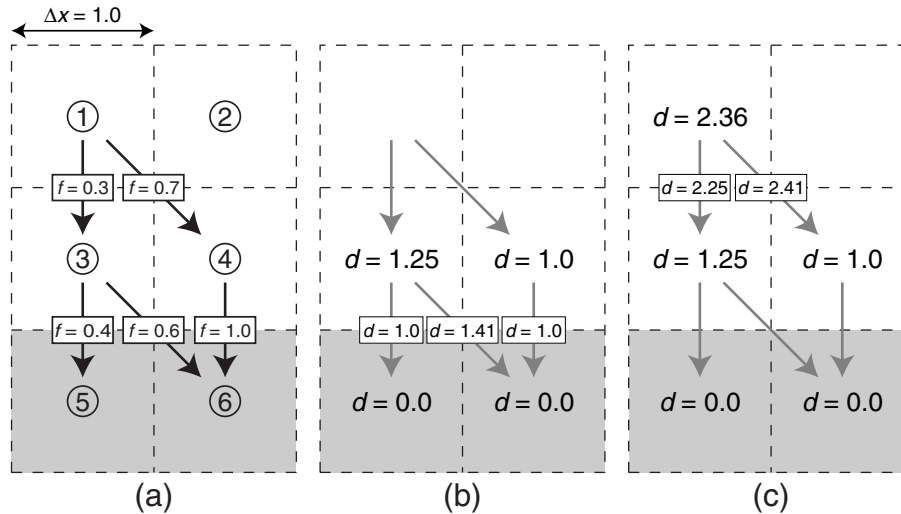 Δx = 1.0
① ②
f = 0.3 f = 0.7
③ ④
f = 0.4 f = 0.6 f = 1.0
⑤ ⑥
(a)
d = 1.25 d = 1.0
d = 1.0 d = 1.41 d = 1.0
d = 0.0 d = 0.0
(b)
d = 2.36
d = 2.25 d = 2.41
d = 1.25 d = 1.0
d = 0.0 d = 0.0
(c)